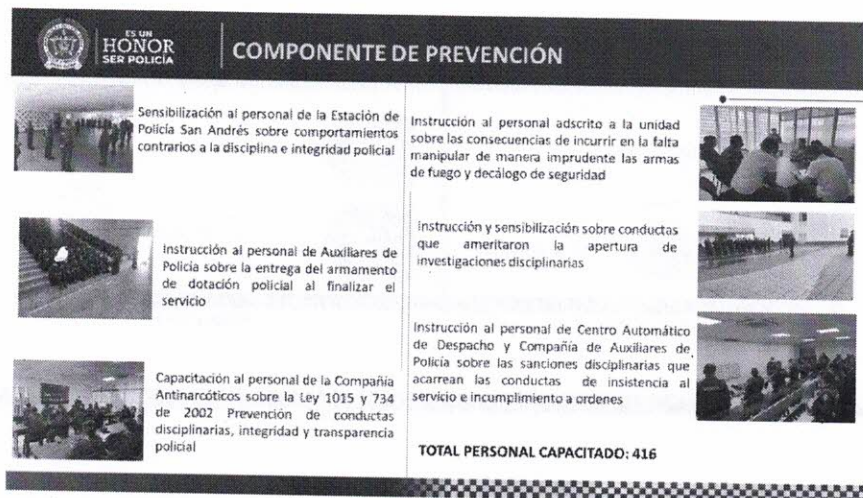 ES UN
HONOR
SER POLICÍA
COMPONENTE DE PREVENCIÓN
Sensibilización al personal de la Estación de
Policía San Andrés sobre comportamientos
contrarios a la disciplina e integridad policial
Instrucción al personal de Auxiliares de
Policía sobre la entrega del armamento
de dotación policial al finalizar el
servicio
Capacitación al personal de la Compañía
Antinarcóticos sobre la Ley 1015 y 734
de 2002 Prevención de conductas
disciplinarias, integridad y transparencia
policial
Instrucción al personal adscrito a la unidad
sobre las consecuencias de incurrir en la falta
manipular de manera imprudente las armas
de fuego y decálogo de seguridad
Instrucción y sensibilización sobre conductas
que ameritaron la apertura de
investigaciones disciplinarias
Instrucción al personal de Centro Automático
de Despacho y Compañía de Auxiliares de
Policía sobre las sanciones disciplinarias que
acarrean las conductas de insistencia al
servicio e incumplimiento a ordenes
TOTAL PERSONAL CAPACITADO: 416